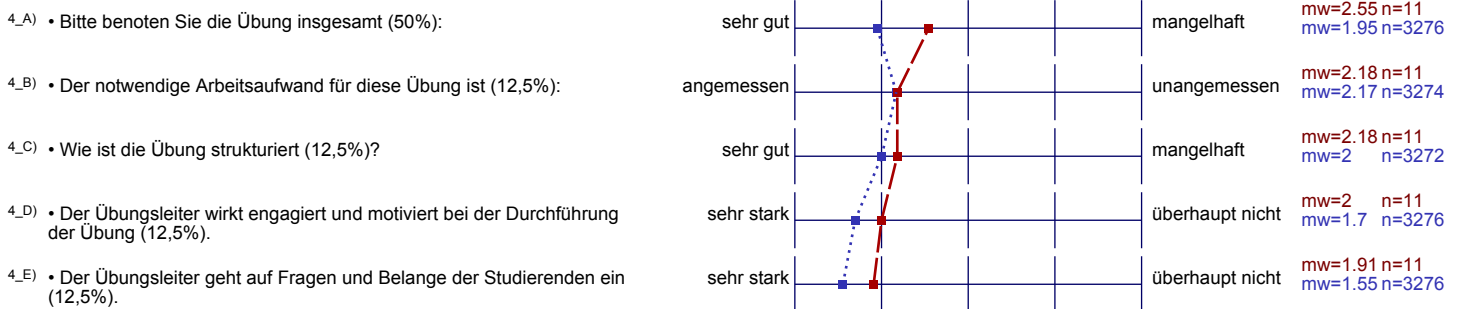 4_A) • Bitte benoten Sie die Übung insgesamt (50%): sehr gut mangelhaft mw=2.55 n=11
mw=1.95 n=3276
4_B) • Der notwendige Arbeitsaufwand für diese Übung ist (12,5%): angemessen unangemessen mw=2.18 n=11
mw=2.17 n=3274
4_C) • Wie ist die Übung strukturiert (12,5%)? sehr gut mangelhaft mw=2.18 n=11
mw=2 n=3272
4_D) • Der Übungsleiter wirkt engagiert und motiviert bei der Durchführung
der Übung (12,5%). sehr stark überhaupt nicht mw=2 n=11
mw=1.7 n=3276
4_E) • Der Übungsleiter geht auf Fragen und Belange der Studierenden ein
(12,5%). sehr stark überhaupt nicht mw=1.91 n=11
mw=1.55 n=3276